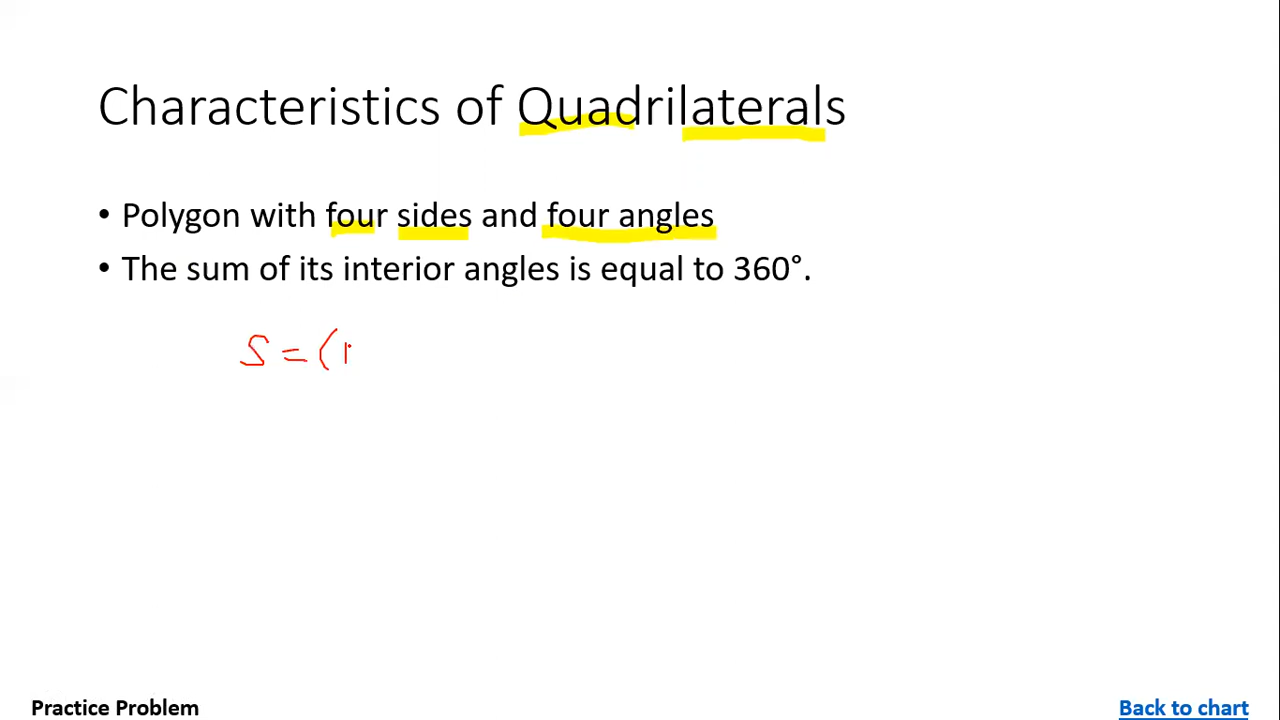 Characteristics of Quadrilaterals
• Polygon with four sides and four angles
• The sum of its interior angles is equal to 360°.
S = (
Practice Problem
Back to chart